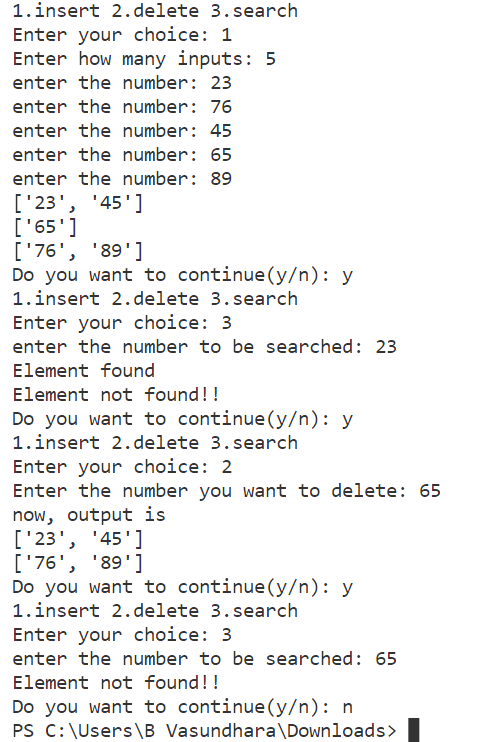 1.insert 2.delete 3.search
Enter your choice: 1
Enter how many inputs: 5
enter the number: 23
enter the number: 76
enter the number: 45
enter the number: 65
enter the number: 89
['23', '45']
['65']
['76', '89']
Do you want to continue(y/n): y
1.insert 2.delete 3.search
Enter your choice: 3
enter the number to be searched: 23
Element found
Element not found!!
Do you want to continue(y/n): y
1.insert 2.delete 3.search
Enter your choice: 2
Enter the number you want to delete: 65
now, output is
['23', '45']
['76', '89']
Do you want to continue(y/n): y
1.insert 2.delete 3.search
Enter your choice: 3
enter the number to be searched: 65
Element not found!!
Do you want to continue(y/n): n
PS C:\Users\B Vasundhara\Downloads>